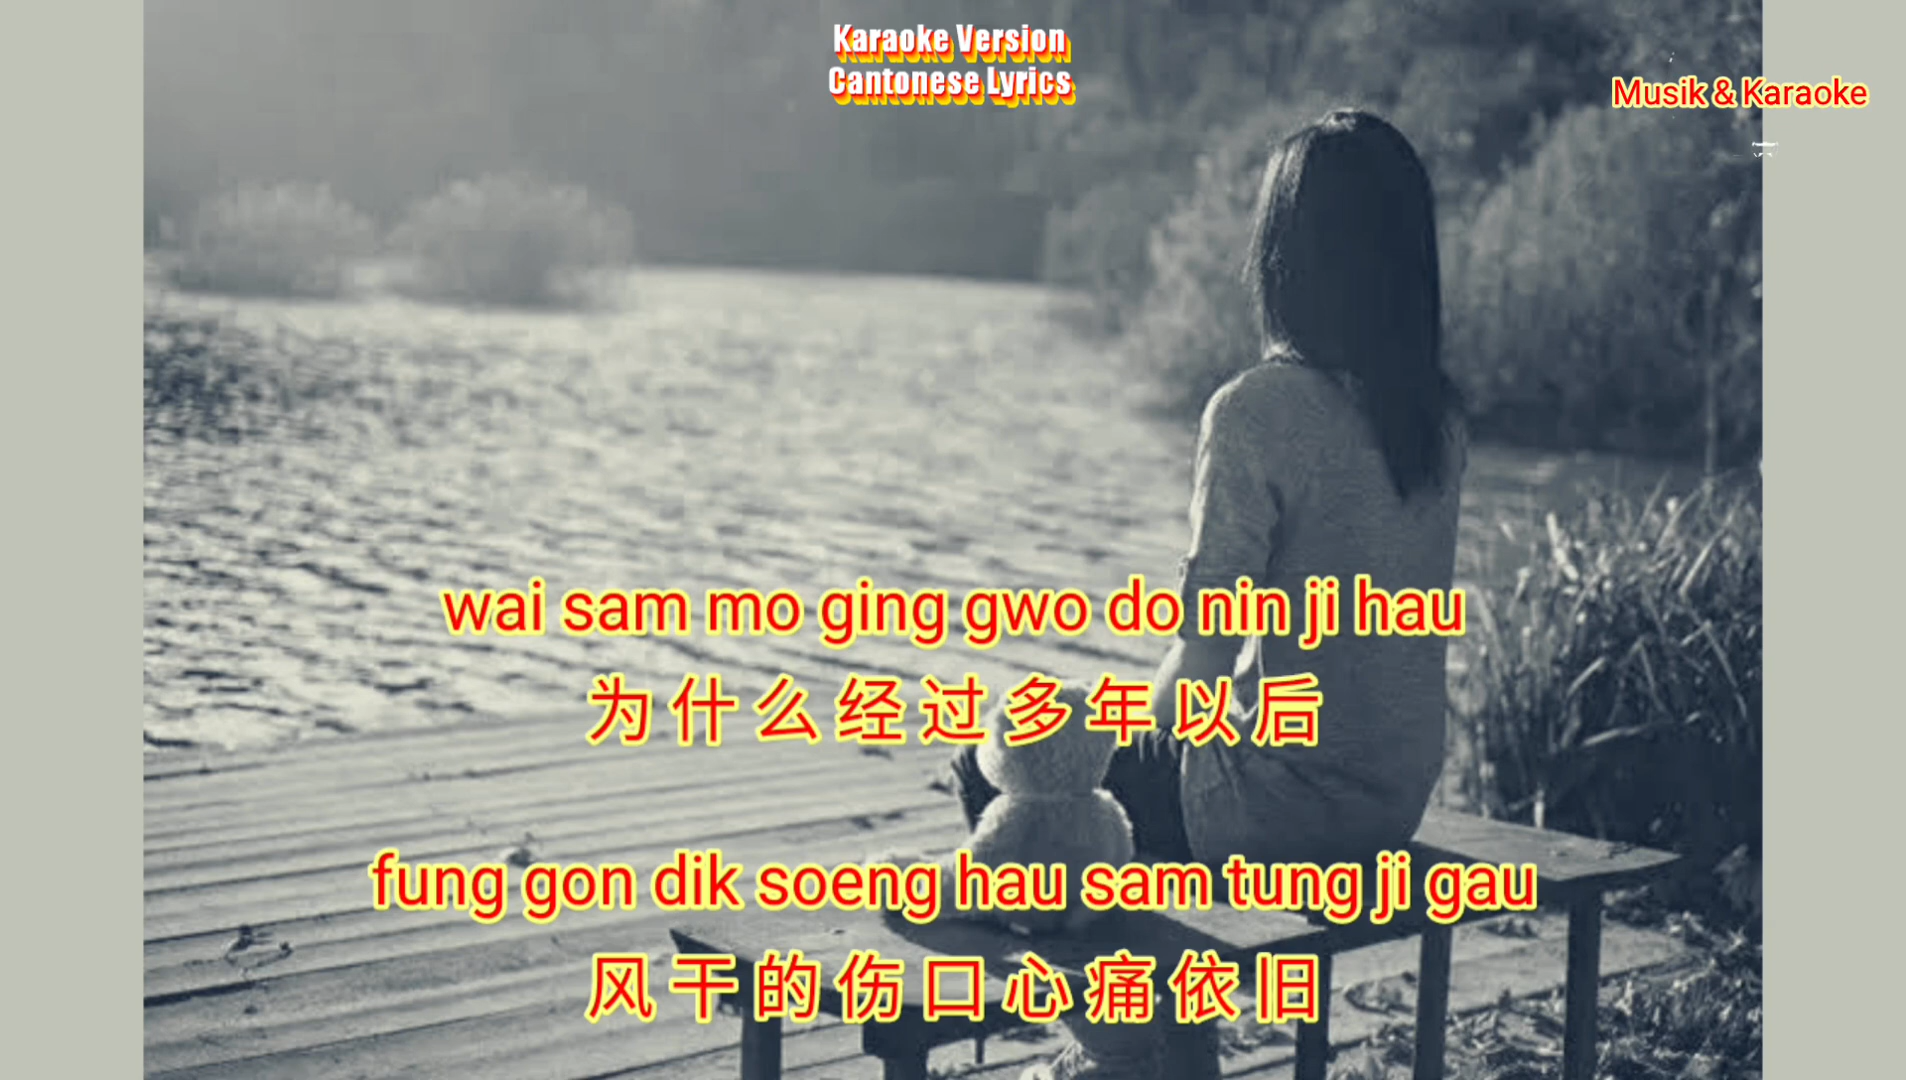 Karaoke Version
Cantonese Lyrics
Musik & Karaoke
wai sam mo ging gwo do nin ji hau
为什么经过多年以后
fung gon dik soeng hau sam tung ji gau
风干的伤口心痛依旧